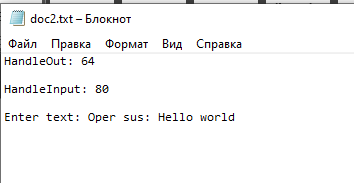 doc2.txt – Блокнот
Файл Правка Формат Вид Справка
HandleOut: 64
HandleInput: 80
Enter text: Oper sus: Hello world